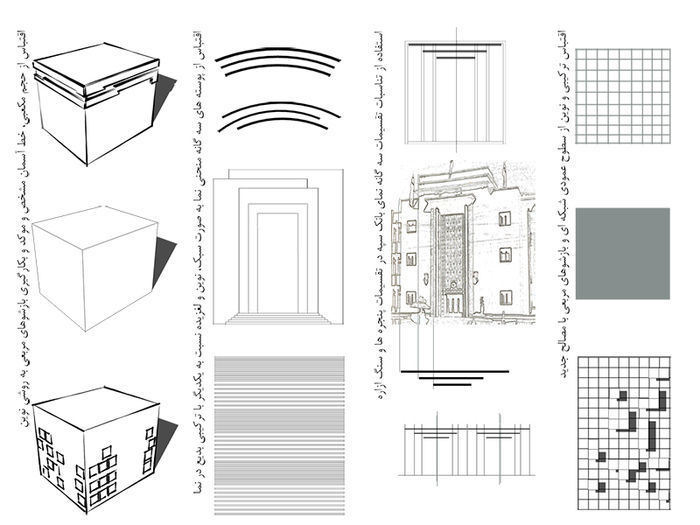 اقتباس از حجم مکعبی، خط آسمان مشخص و موکد و بکارگیری بازشوهای مربعی به روشی نوین
اقتباس از پوسته های سه گانه منحنی نما به صورت سبک، نوین و لغزیده نسبت به یکدیگر با ترکیبی بدیع در نما
استفاده از تناسبات تقسیمات سه گانه نمای بانک سپه در تقسیمات پنجره ها و سنگ ازاره
اقتباس ترکیبی و نوین از سطوح عمودی شبکه ای و بازشوهای مربعی با مصالح جدید